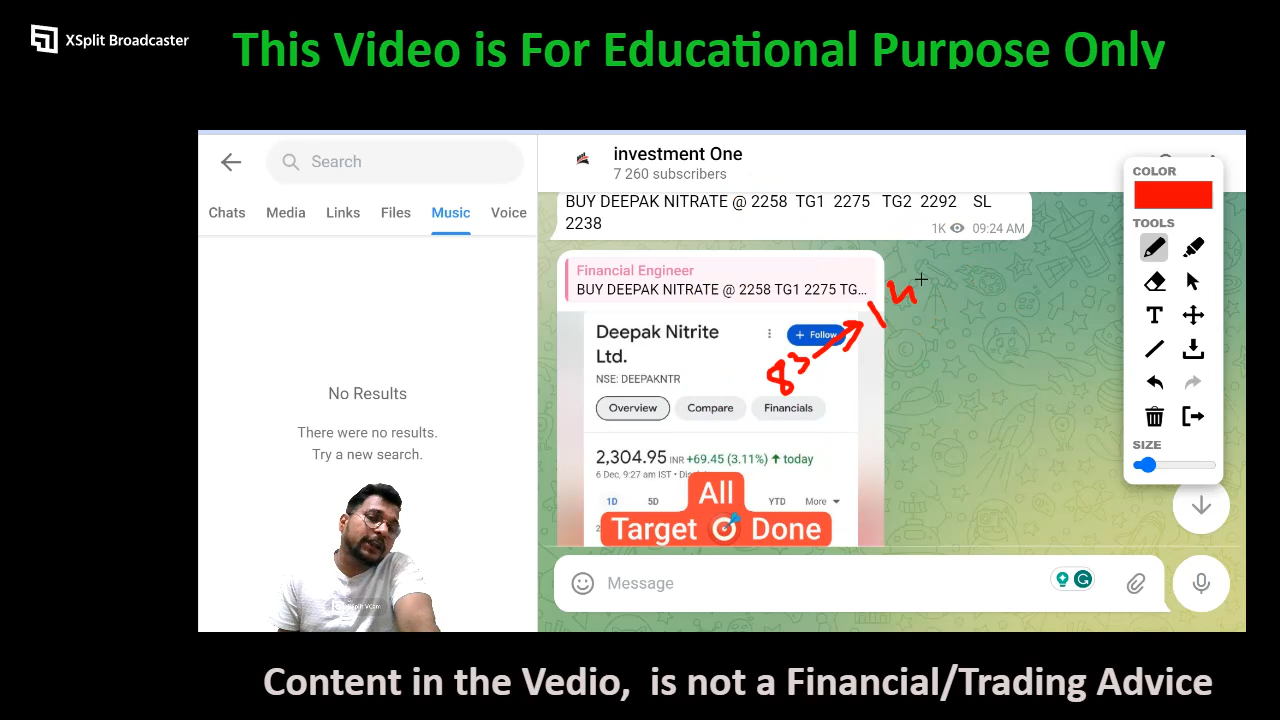 XSplit Broadcaster
This Video is For Educational Purpose Only
Search
Chats Media Links Files Music Voice
No Results
There were no results.
Try a new search.
XSplit VCam
investment One
7 260 subscribers
BUY DEEPAK NITRATE @ 2258 TG1 2275 TG2 2292 SL
2238
1K 09:24 AM
Financial Engineer
BUY DEEPAK NITRATE @ 2258 TG1 2275 TG...
Deepak Nitrite
Ltd.
+ Follow
NSE: DEEPAKNTR
83
Overview Compare Financials
2,304.95 INR +69.45 (3.11%) today
6 Dec, 9:27 am IST •
1D 5D YTD More
All
Target Done
Message
COLOR
TOOLS
T
SIZE
Content in the Vedio, is not a Financial/Trading Advice